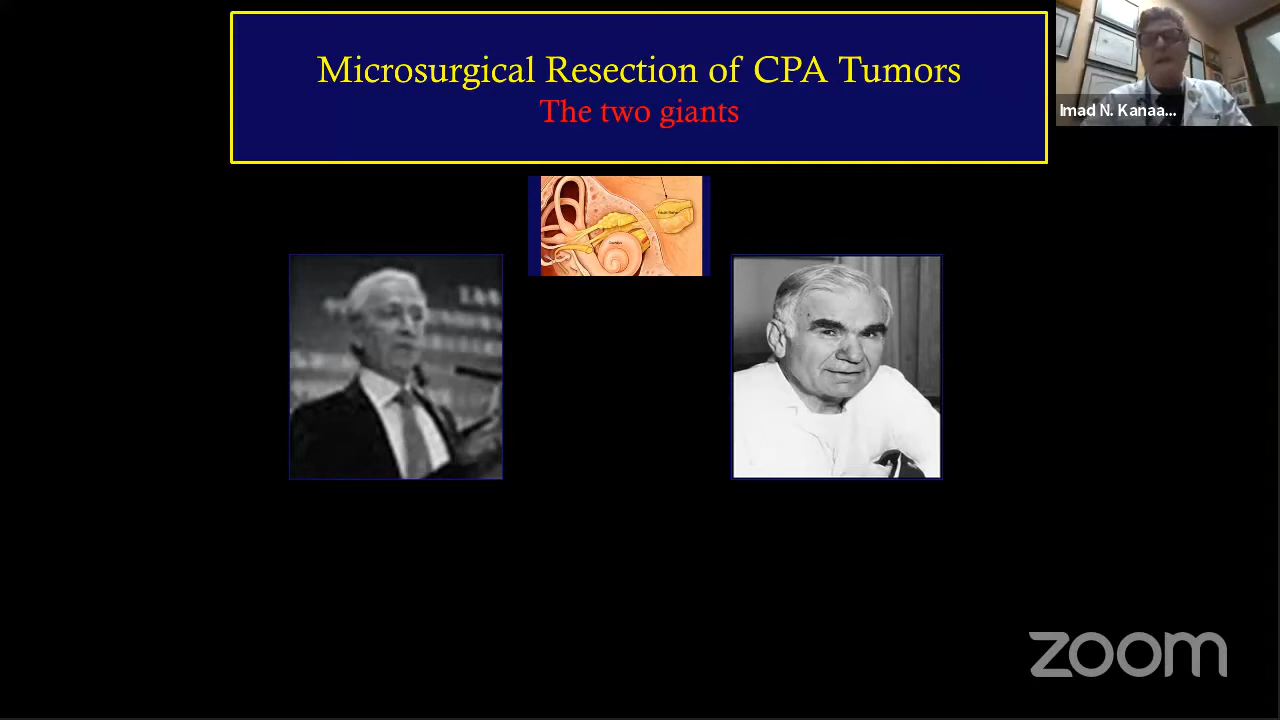 Microsurgical Resection of CPA Tumors
The two giants
Imad N. Kanaa...
zoom